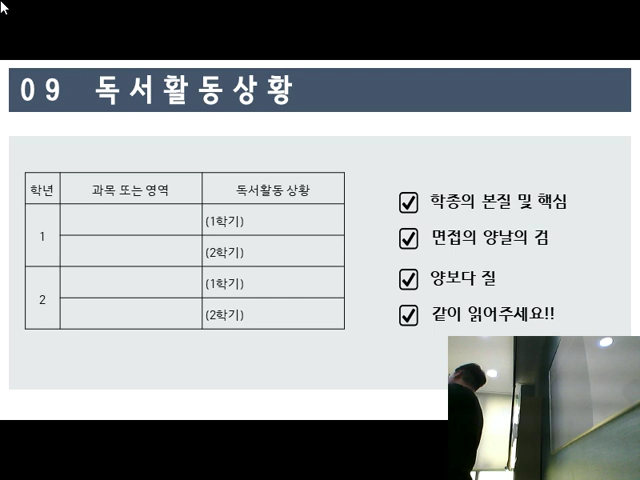 09 독서활동상황
학년 과목 또는 영역 독서활동 상황
1 (1학기)
(2학기)
2 (1학기)
(2학기)
학종의 본질 및 핵심
면접의 양날의 검
양보다 질
같이 읽어주세요!!